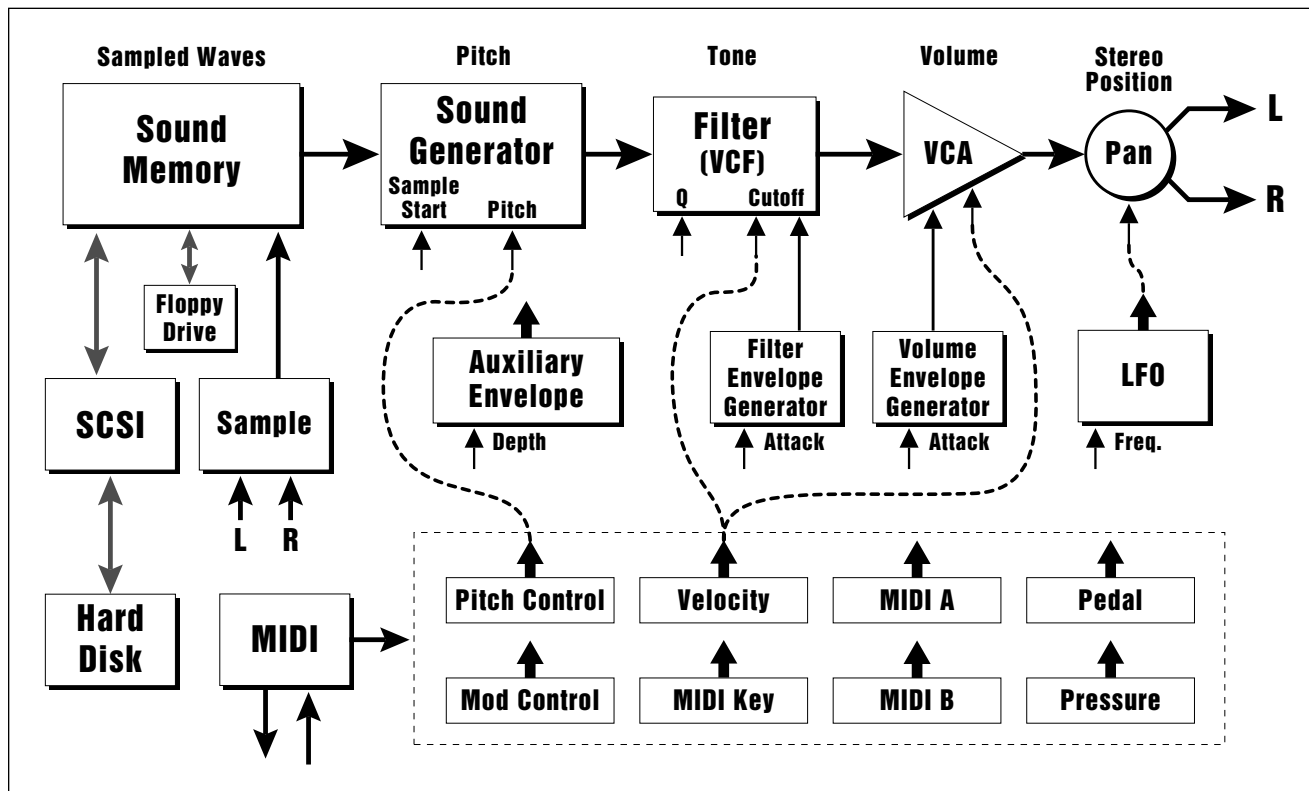 Sampled Waves
Pitch
Tone
Volume
Stereo
Position
Sound
Memory
Sound
Generator
Sample
Start
Pitch
Filter
(VCF)
Q
Cutoff
VCA
Pan
L
R
Floppy
Drive
Auxiliary
Envelope
Depth
Filter
Envelope
Generator
Attack
Volume
Envelope
Generator
Attack
LFO
Freq.
SCSI
Sample
L
R
Hard
Disk
MIDI
Pitch Control
Velocity
MIDI A
Pedal
Mod Control
MIDI Key
MIDI B
Pressure